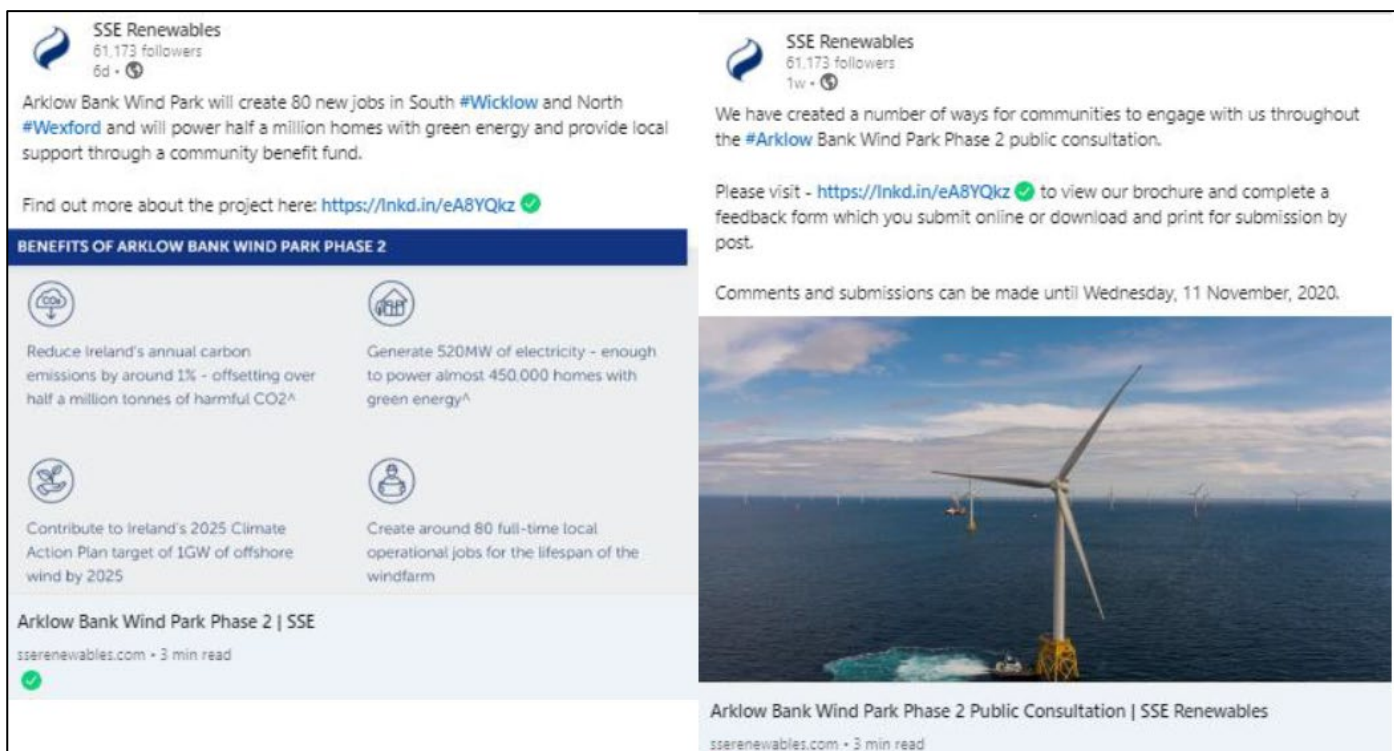 SSE Renewables
61,173 followers
6d •
Arklow Bank Wind Park will create 80 new jobs in South #Wicklow and North
#Wexford and will power half a million homes with green energy and provide local
support through a community benefit fund.
Find out more about the project here: https://lnkd.in/eA8YQkz
BENEFITS OF ARKLOW BANK WIND PARK PHASE 2
CO₂
Reduce Ireland's annual carbon
emissions by around 1% - offsetting over
half a million tonnes of harmful CO2^
Generate 520MW of electricity - enough
to power almost 450,000 homes with
green energy^
Contribute to Ireland's 2025 Climate
Action Plan target of 1GW of offshore
wind by 2025
Create around 80 full-time local
operational jobs for the lifespan of the
windfarm
Arklow Bank Wind Park Phase 2 | SSE
sserenewables.com • 3 min read
SSE Renewables
61,173 followers
1w •
We have created a number of ways for communities to engage with us throughout
the #Arklow Bank Wind Park Phase 2 public consultation.
Please visit - https://lnkd.in/eA8YQkz to view our brochure and complete a
feedback form which you submit online or download and print for submission by
post.
Comments and submissions can be made until Wednesday, 11 November, 2020.
Arklow Bank Wind Park Phase 2 Public Consultation | SSE Renewables
sserenewables.com • 3 min read